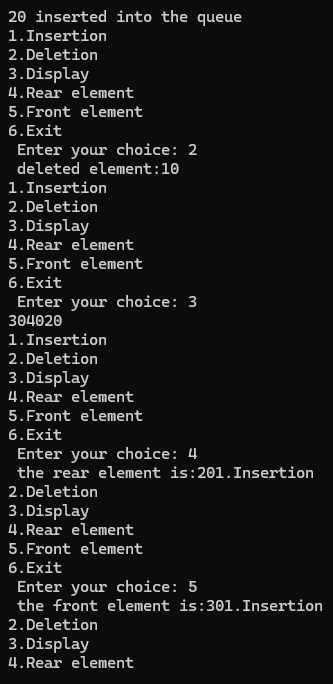 20 inserted into the queue
1.Insertion
2.Deletion
3.Display
4.Rear element
5.Front element
6.Exit
 Enter your choice: 2
 deleted element:10
1.Insertion
2.Deletion
3.Display
4.Rear element
5.Front element
6.Exit
 Enter your choice: 3
304020
1.Insertion
2.Deletion
3.Display
4.Rear element
5.Front element
6.Exit
 Enter your choice: 4
 the rear element is:201.Insertion
2.Deletion
3.Display
4.Rear element
5.Front element
6.Exit
 Enter your choice: 5
 the front element is:301.Insertion
2.Deletion
3.Display
4.Rear element